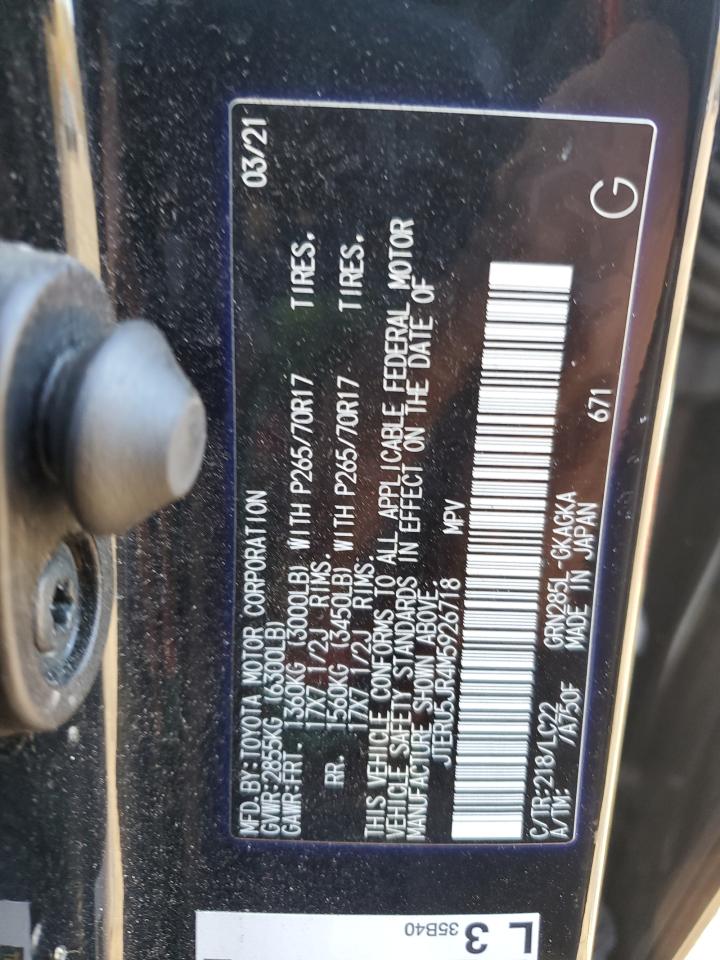 MFD.BY:TOYOTA MOTOR CORPORATION 03/21
GVWR:2855KG (6300LB)
GAWR:FRT. 1360KG (3000LB) WITH P265/70R17 TIRES,
17X7 1/2J RIMS.
RR. 1560KG (3450LB) WITH P265/70R17 TIRES,
17X7 1/2J RIMS.
THIS VEHICLE CONFORMS TO ALL APPLICABLE FEDERAL MOTOR
VEHICLE SAFETY STANDARDS IN EFFECT ON THE DATE OF
MANUFACTURE SHOWN ABOVE.
JTERU5JR4M5926718 MPV
C/TR:218/LC22 GRN285L-GKAGKA 671
A/TM: /A750F MADE IN JAPAN
G
L 3
35B40